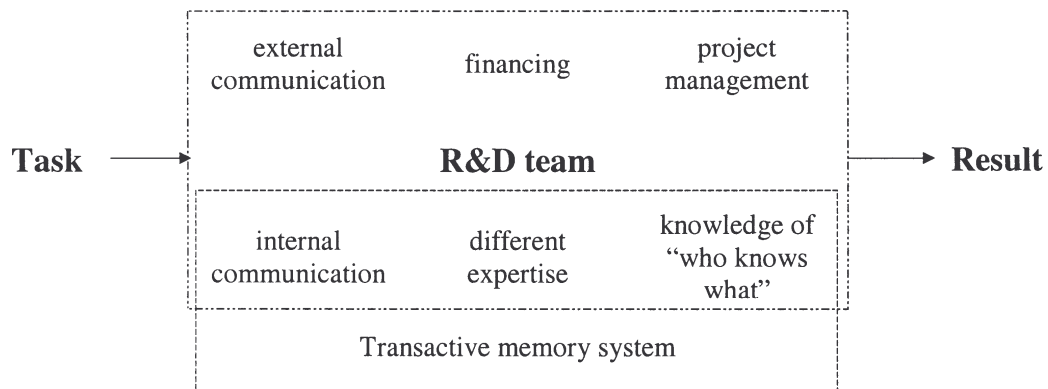 external
communication
financing
project
management
Task
R&D team
Result
internal
communication
different
expertise
knowledge of
“who knows
what”
Transactive memory system